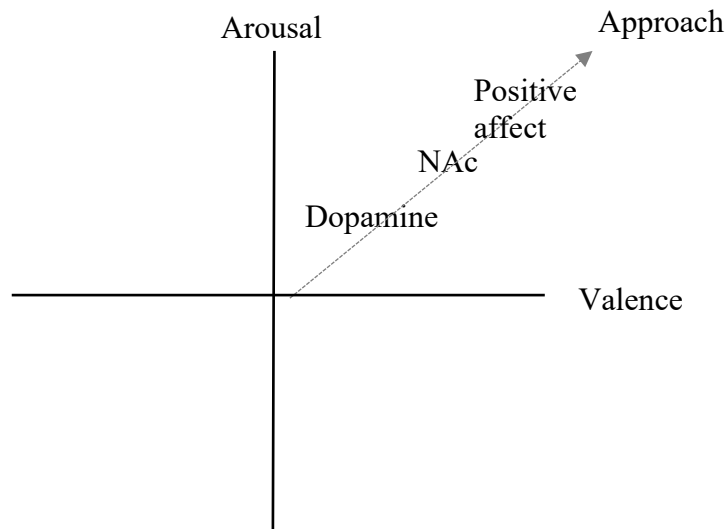 Approach
Arousal
Positive
affect
NAc
Dopamine
Valence